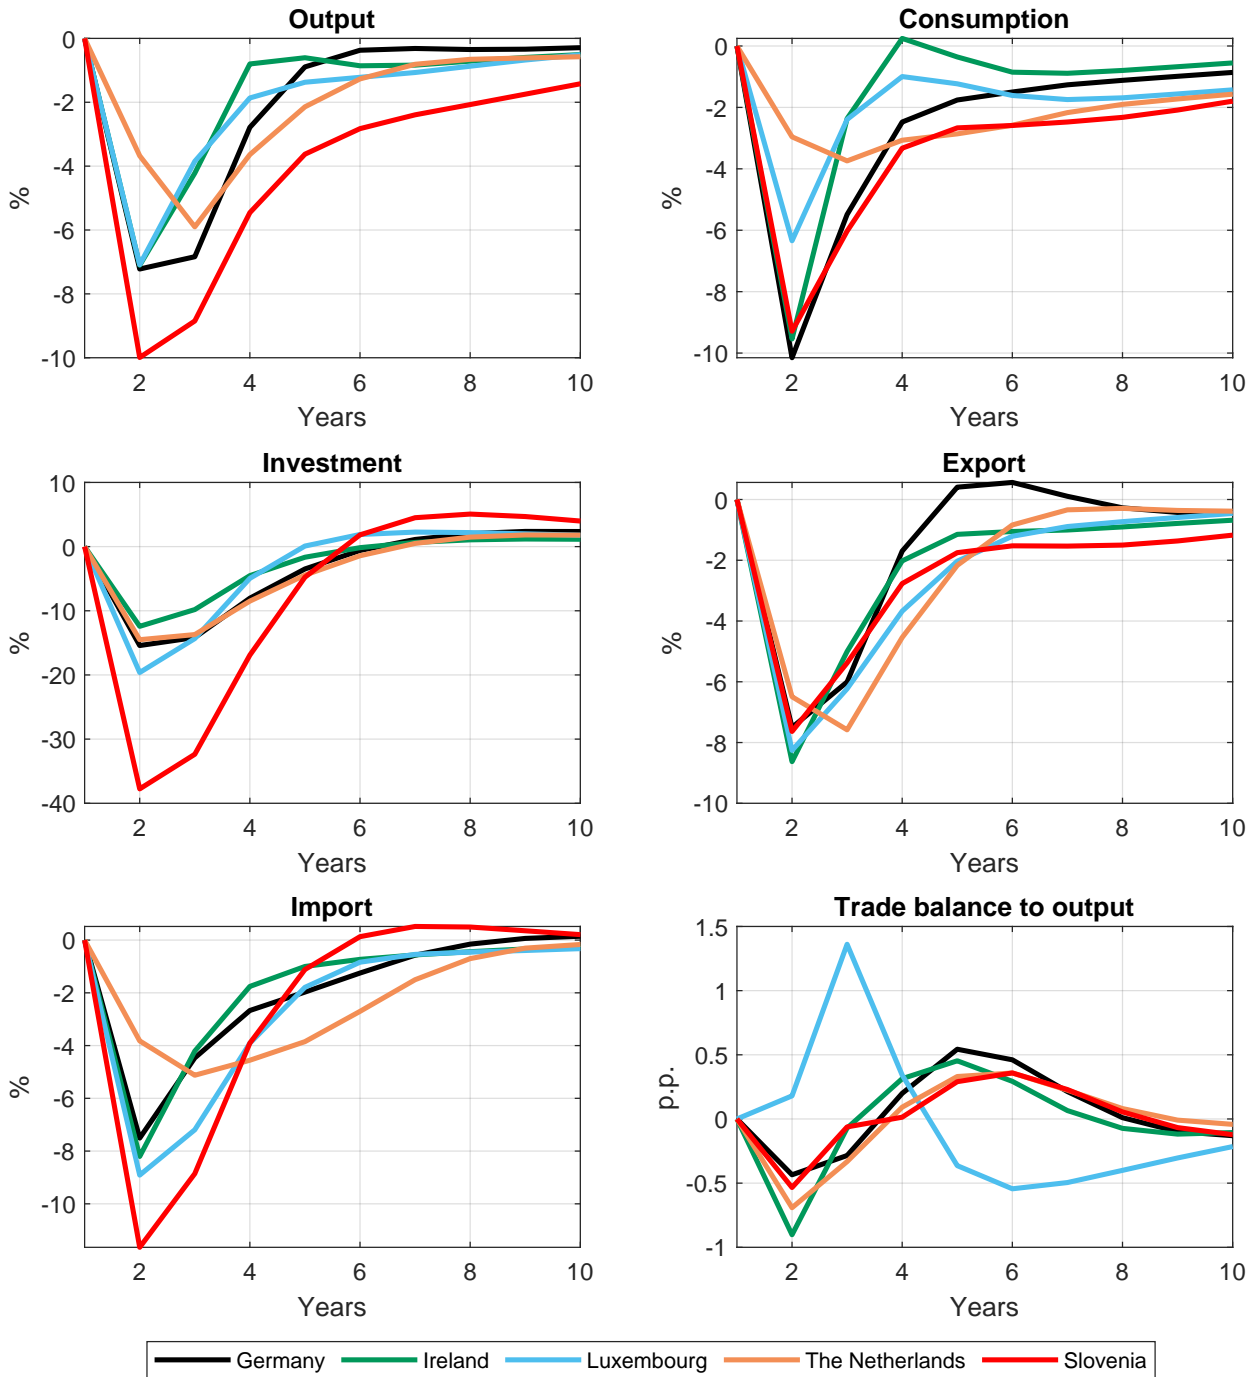 Output
0
-2
-4
-6
-8
-10
%
2 4 6 8 10
Years
Consumption
0
-2
-4
-6
-8
-10
%
2 4 6 8 10
Years
Investment
10
0
-10
-20
-30
-40
%
2 4 6 8 10
Years
Export
0
-2
-4
-6
-8
-10
%
2 4 6 8 10
Years
Import
0
-2
-4
-6
-8
-10
%
2 4 6 8 10
Years
Trade balance to output
1.5
1
0.5
0
-0.5
-1
p.p.
2 4 6 8 10
Years
Germany Ireland Luxembourg The Netherlands Slovenia